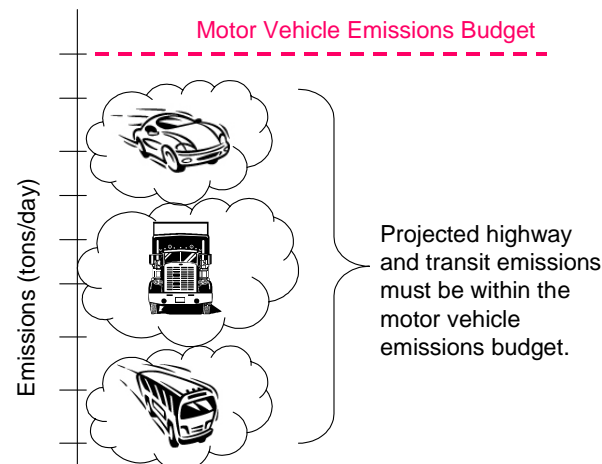 Motor Vehicle Emissions Budget
Emissions (tons/day)
Projected highway
and transit emissions
must be within the
motor vehicle
emissions budget.